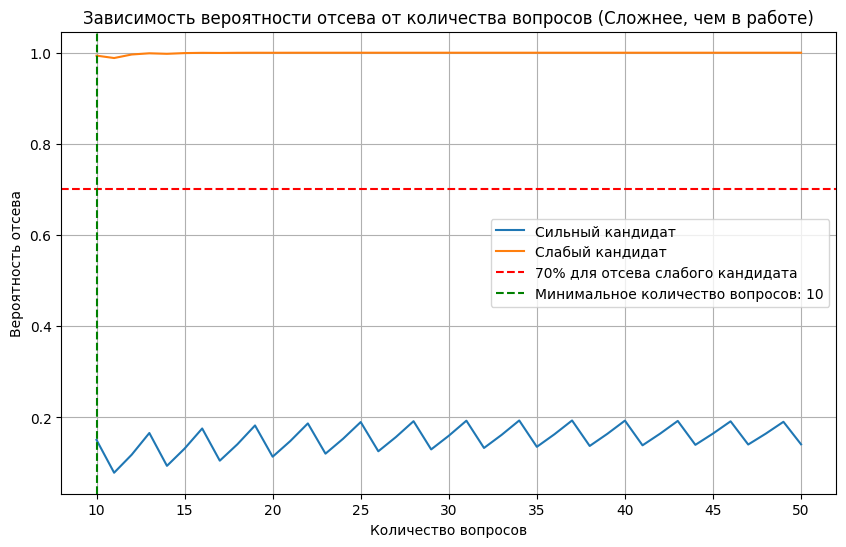 Зависимость вероятности отсева от количества вопросов (Сложнее, чем в работе)
1.0
0.8
0.6
0.4
0.2
Вероятность отсева
Сильный кандидат
Слабый кандидат
70% для отсева слабого кандидата
Минимальное количество вопросов: 10
10 15 20 25 30 35 40 45 50
Количество вопросов